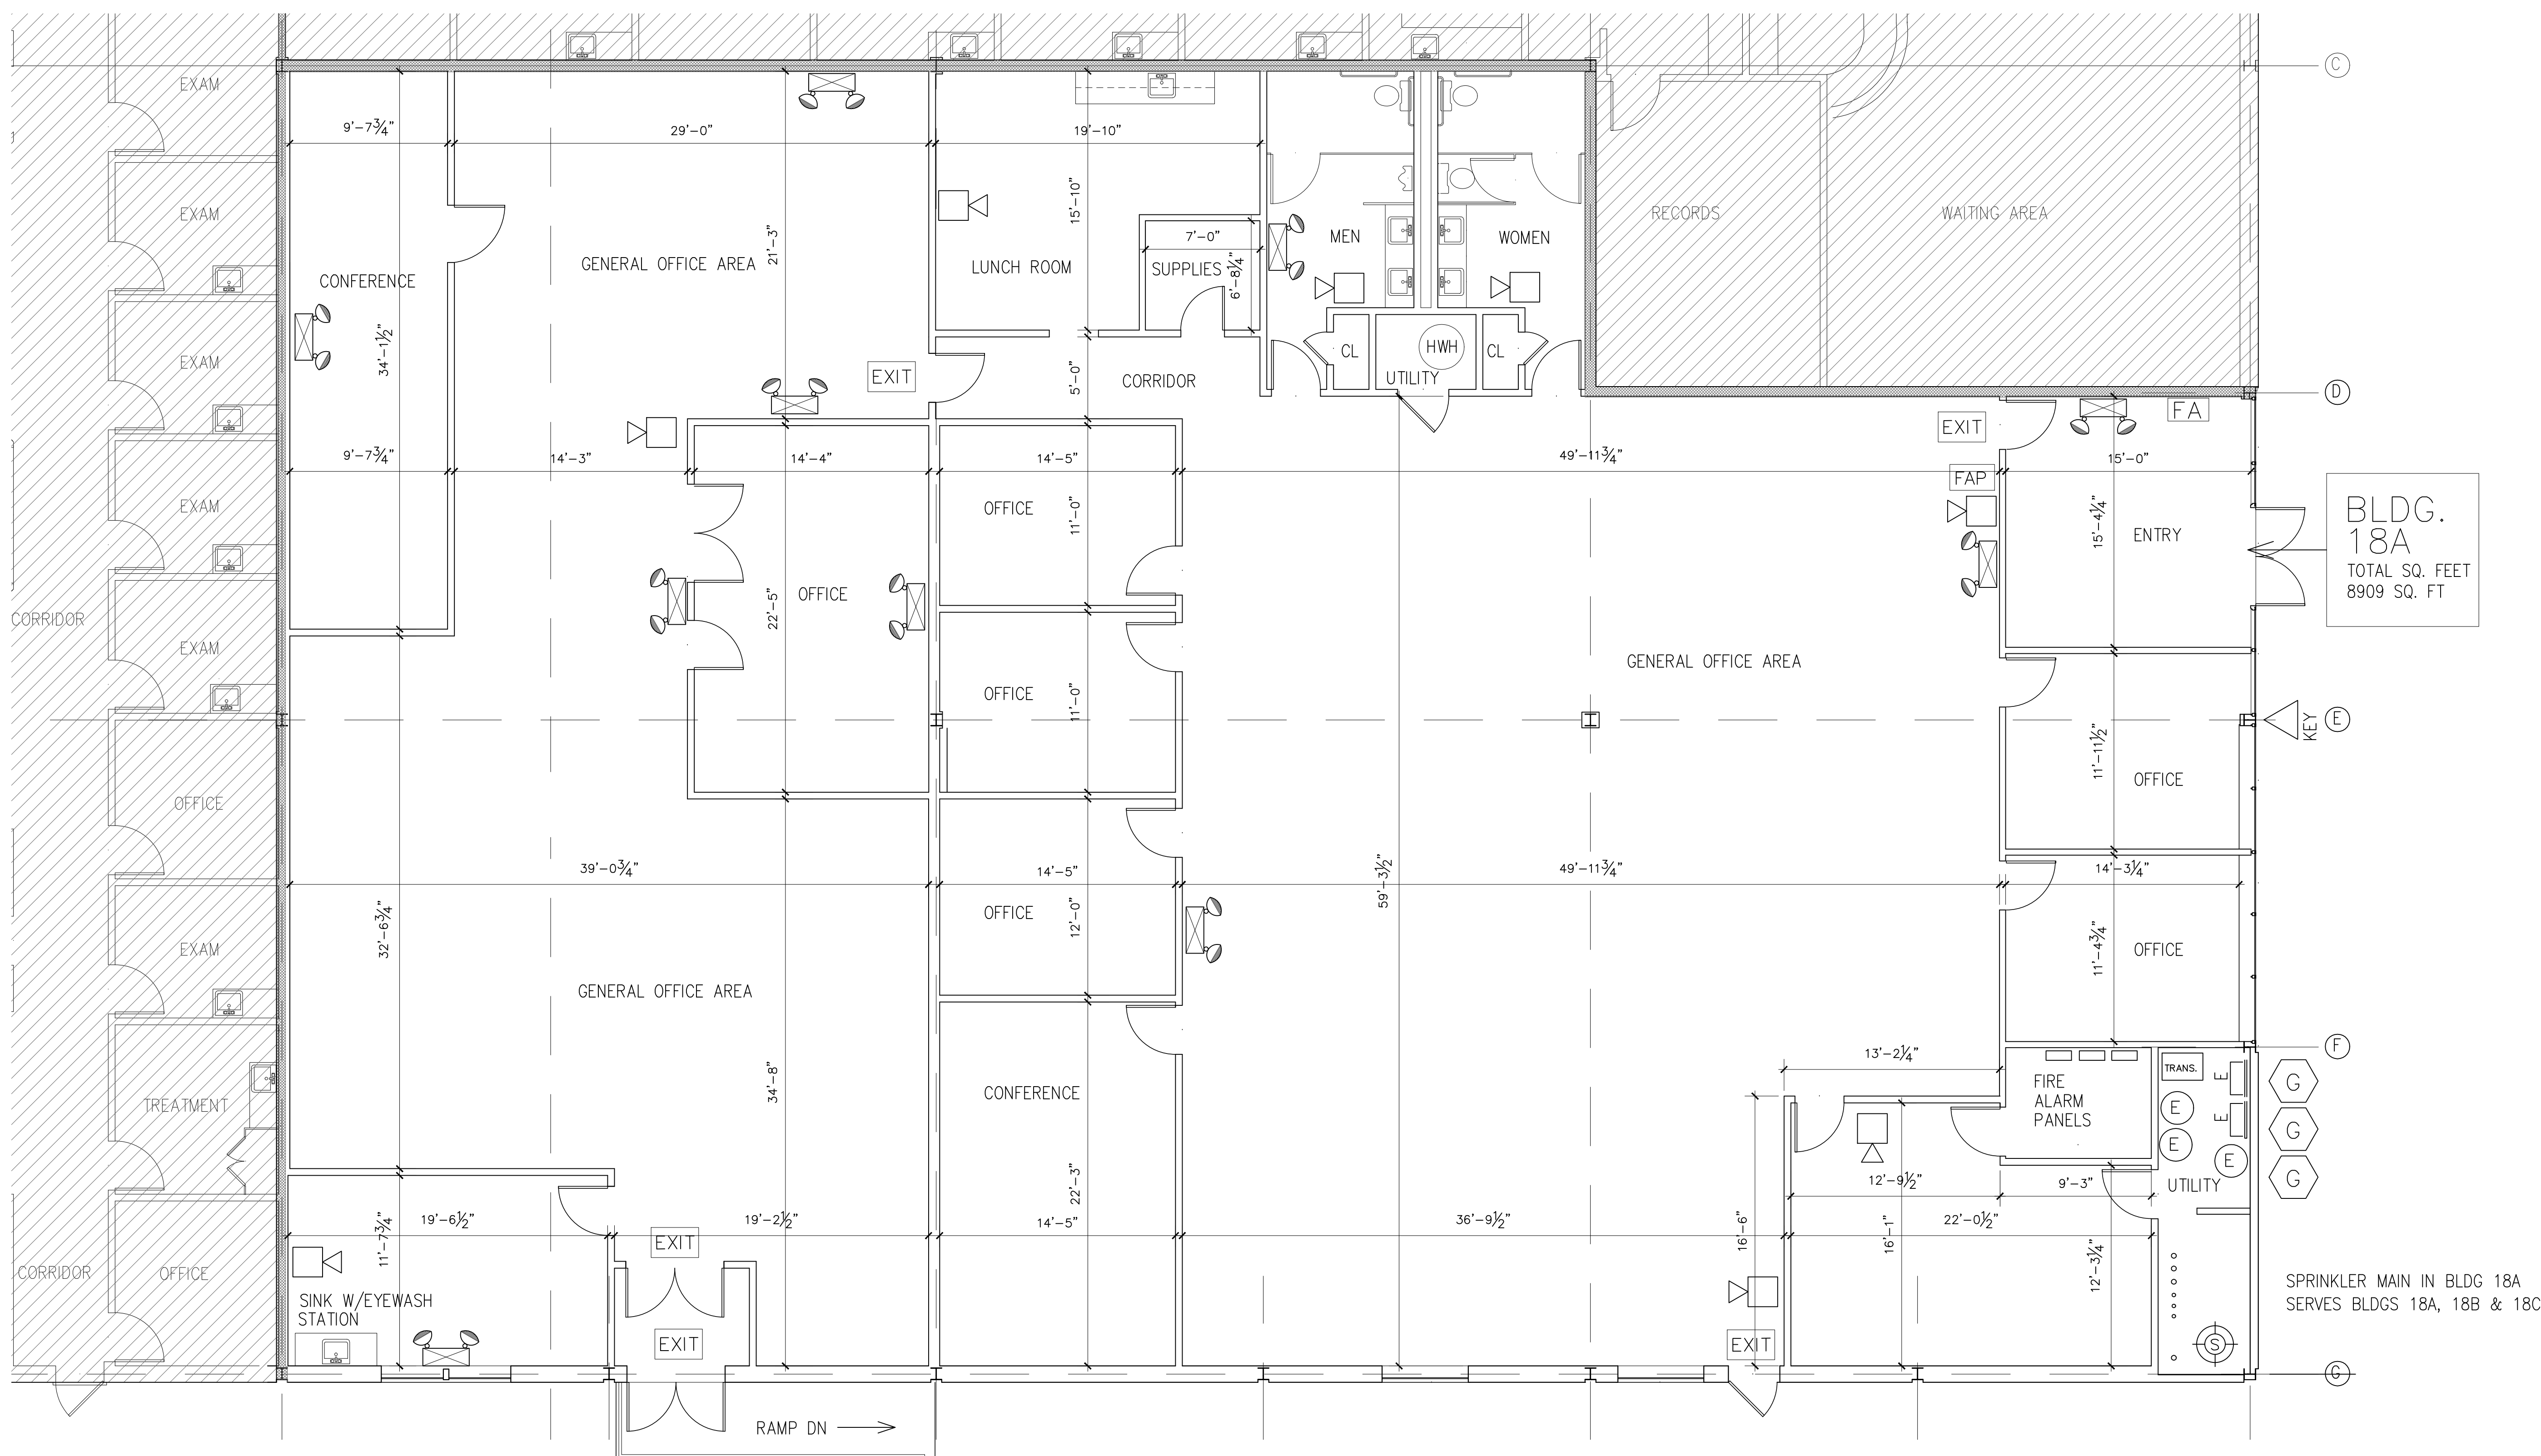 C
EXAM
9'-7¾"
29'-0"
19'-10"
15'-10"
EXAM
RECORDS
WAITING AREA
21'-3"
7'-0"
MEN
WOMEN
GENERAL OFFICE AREA
LUNCH ROOM
SUPPLIES
6'-8¼"
CONFERENCE
34'-1½"
EXAM
CL
HWH
CL
EXIT
5'-0"
CORRIDOR
UTILITY
D
FA
EXIT
9'-7¾"
14'-3"
14'-4"
14'-5"
49'-11¾"
15'-0"
FAP
EXAM
OFFICE
11'-0"
15'-4¼"
ENTRY
BLDG.
18A
TOTAL SQ. FEET
8909 SQ. FT
22'-5"
OFFICE
CORRIDOR
EXAM
GENERAL OFFICE AREA
OFFICE
11'-0"
KEY
E
11'-11½"
OFFICE
OFFICE
39'-0¾"
14'-5"
59'-3½"
49'-11¾"
14'-3¼"
32'-6¾"
OFFICE
12'-0"
EXAM
11'-4¾"
OFFICE
GENERAL OFFICE AREA
F
13'-2¼"
34'-8"
CONFERENCE
TREATMENT
FIRE
ALARM
PANELS
TRANS.
E
E
E
E
E
G
G
G
22'-3"
12'-9½"
9'-3"
UTILITY
11'-7¾"
19'-6½"
19'-2½"
14'-5"
36'-9½"
16'-6"
16'-1"
22'-0½"
EXIT
CORRIDOR
OFFICE
12'-3¼"
SPRINKLER MAIN IN BLDG 18A
SERVES BLDGS 18A, 18B & 18C
SINK W/EYEWASH
STATION
EXIT
EXIT
S
G
RAMP DN